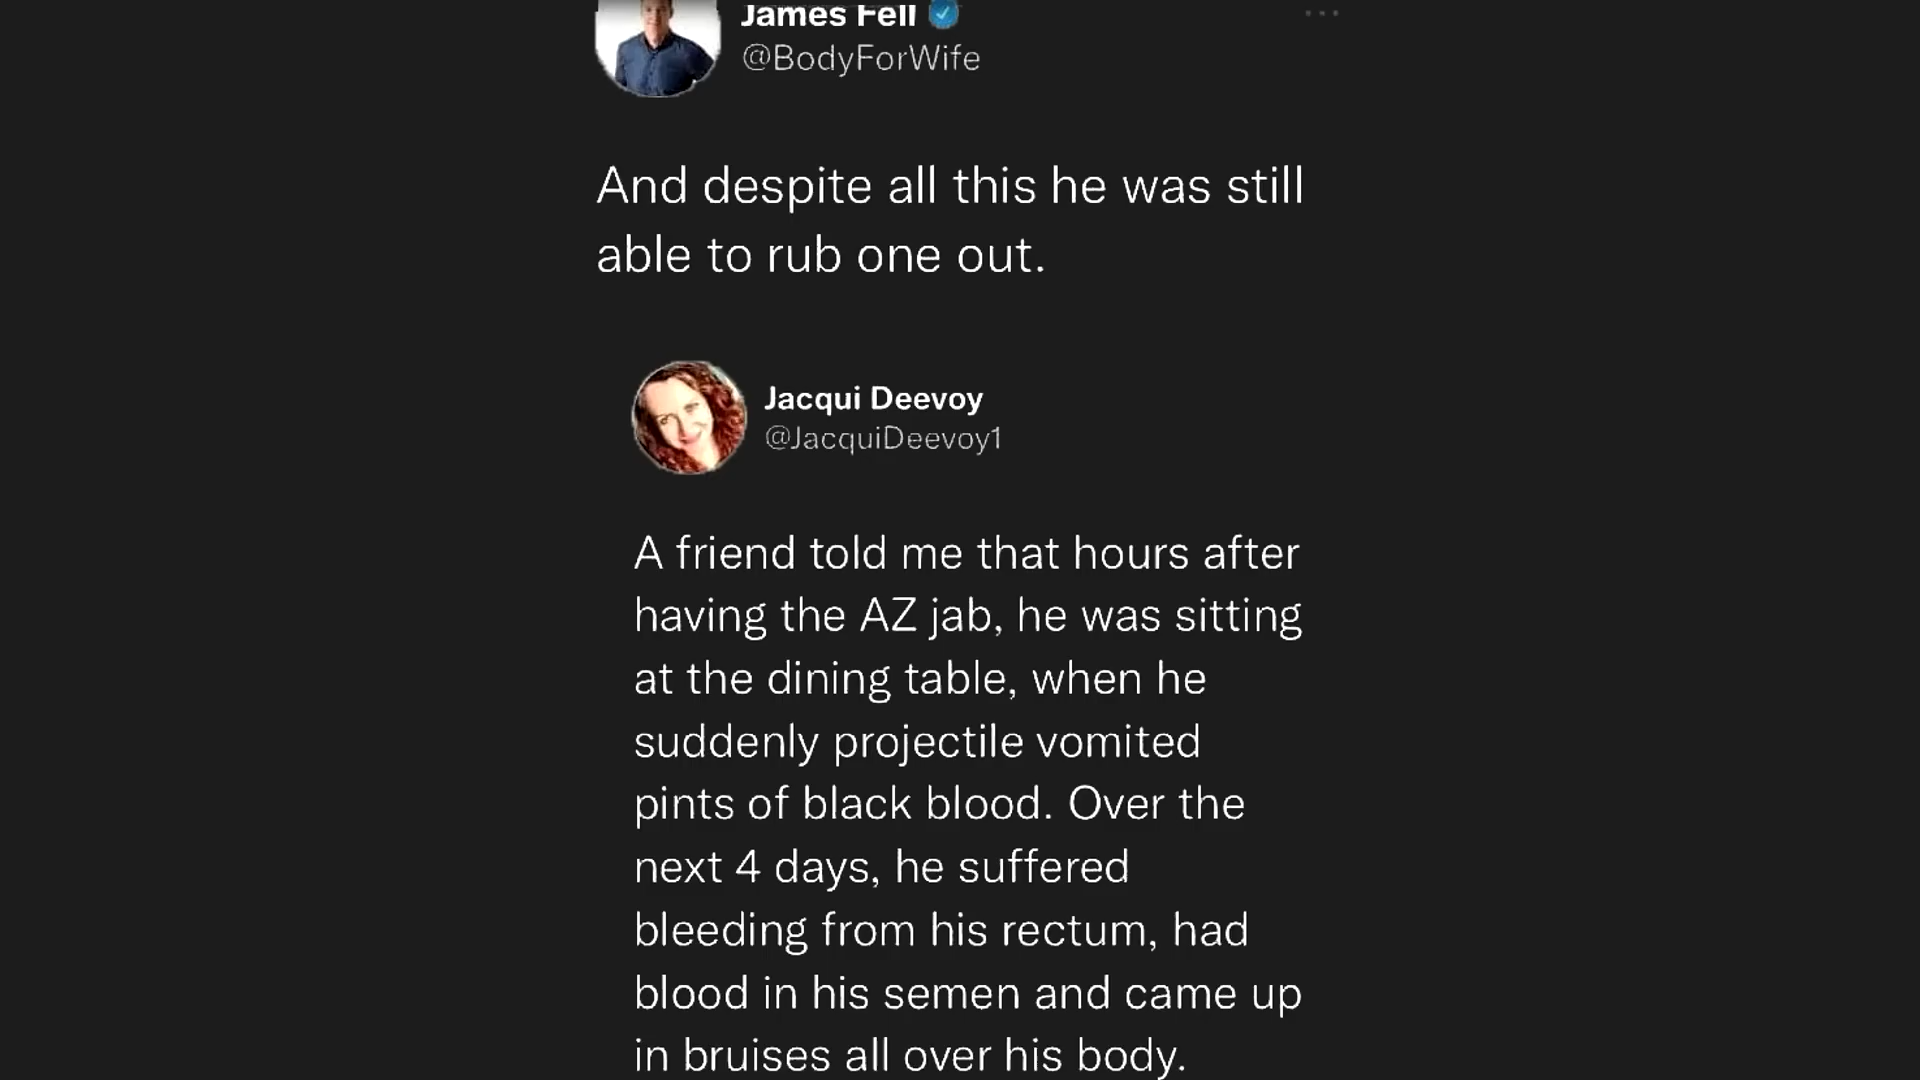 James Fell
@BodyForWife
And despite all this he was still
able to rub one out.
Jacqui Deevoy
@JacquiDeevoy1
A friend told me that hours after
having the AZ jab, he was sitting
at the dining table, when he
suddenly projectile vomited
pints of black blood. Over the
next 4 days, he suffered
bleeding from his rectum, had
blood in his semen and came up
in bruises all over his body.